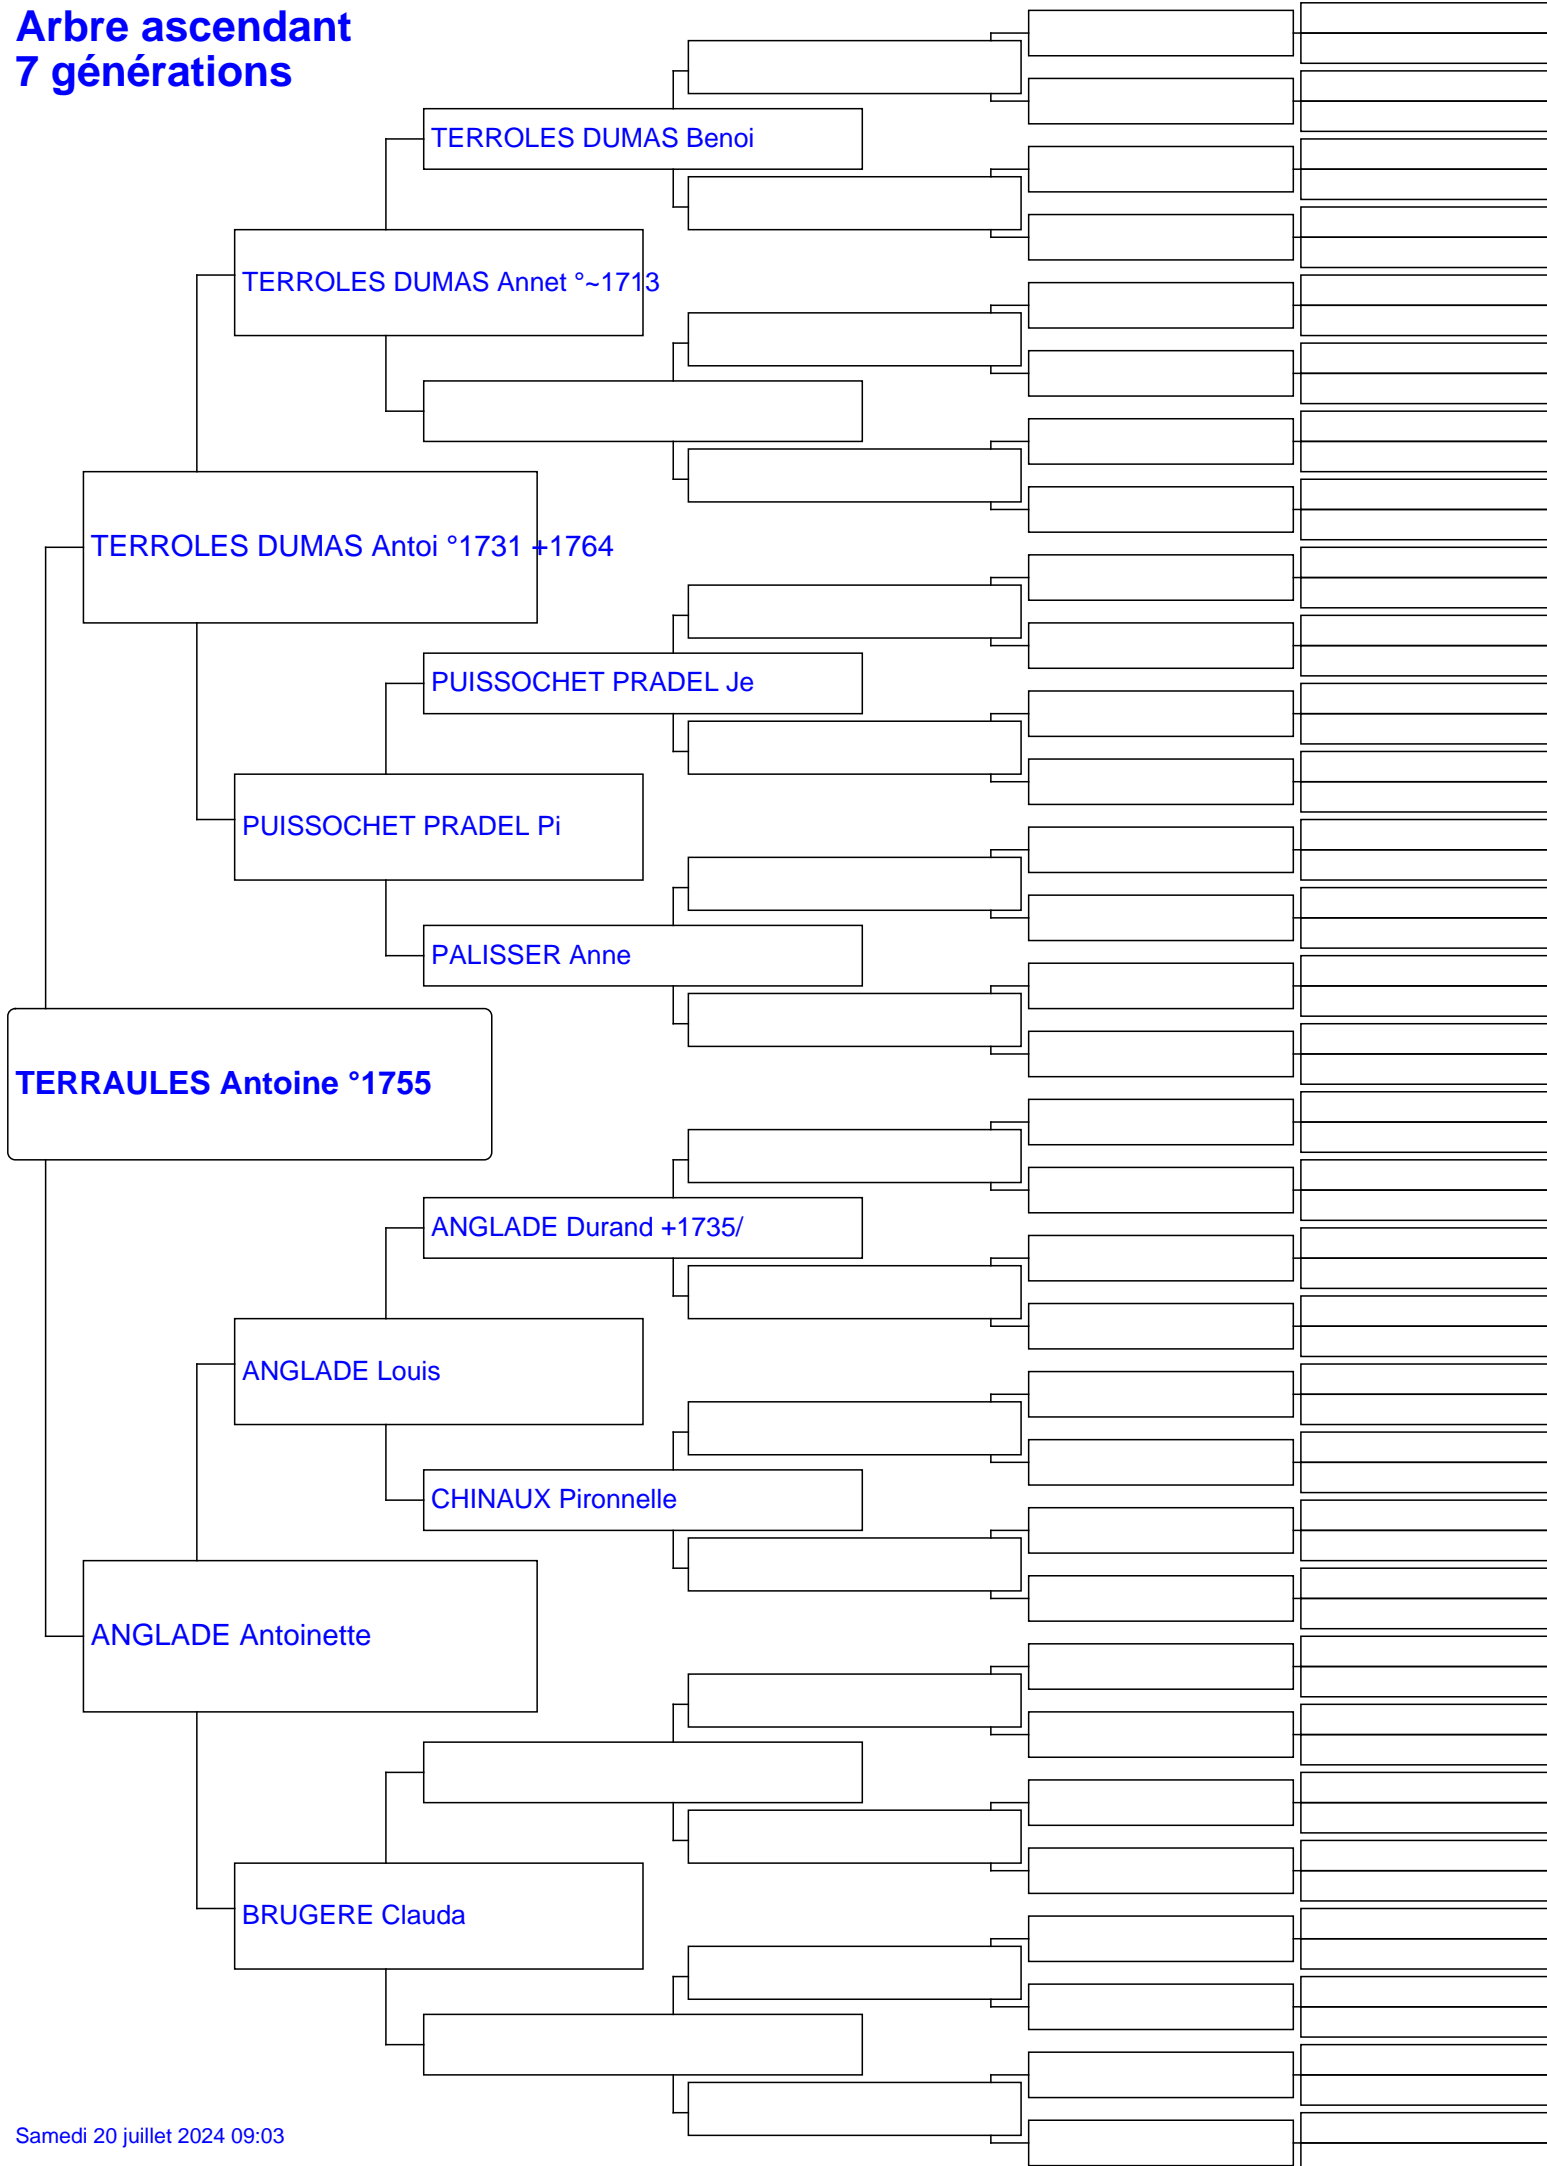 Arbre ascendant
7 générations
TERROLES DUMAS Benoi
TERROLES DUMAS Annet °~1713
TERROLES DUMAS Antoi °1731 +1764
PUISSOCHET PRADEL Je
PUISSOCHET PRADEL Pi
PALISSER Anne
TERRAULES Antoine °1755
ANGLADE Durand +1735/
ANGLADE Louis
CHINAUX Pironnelle
ANGLADE Antoinette
BRUGERE Clauda
Samedi 20 juillet 2024 09:03